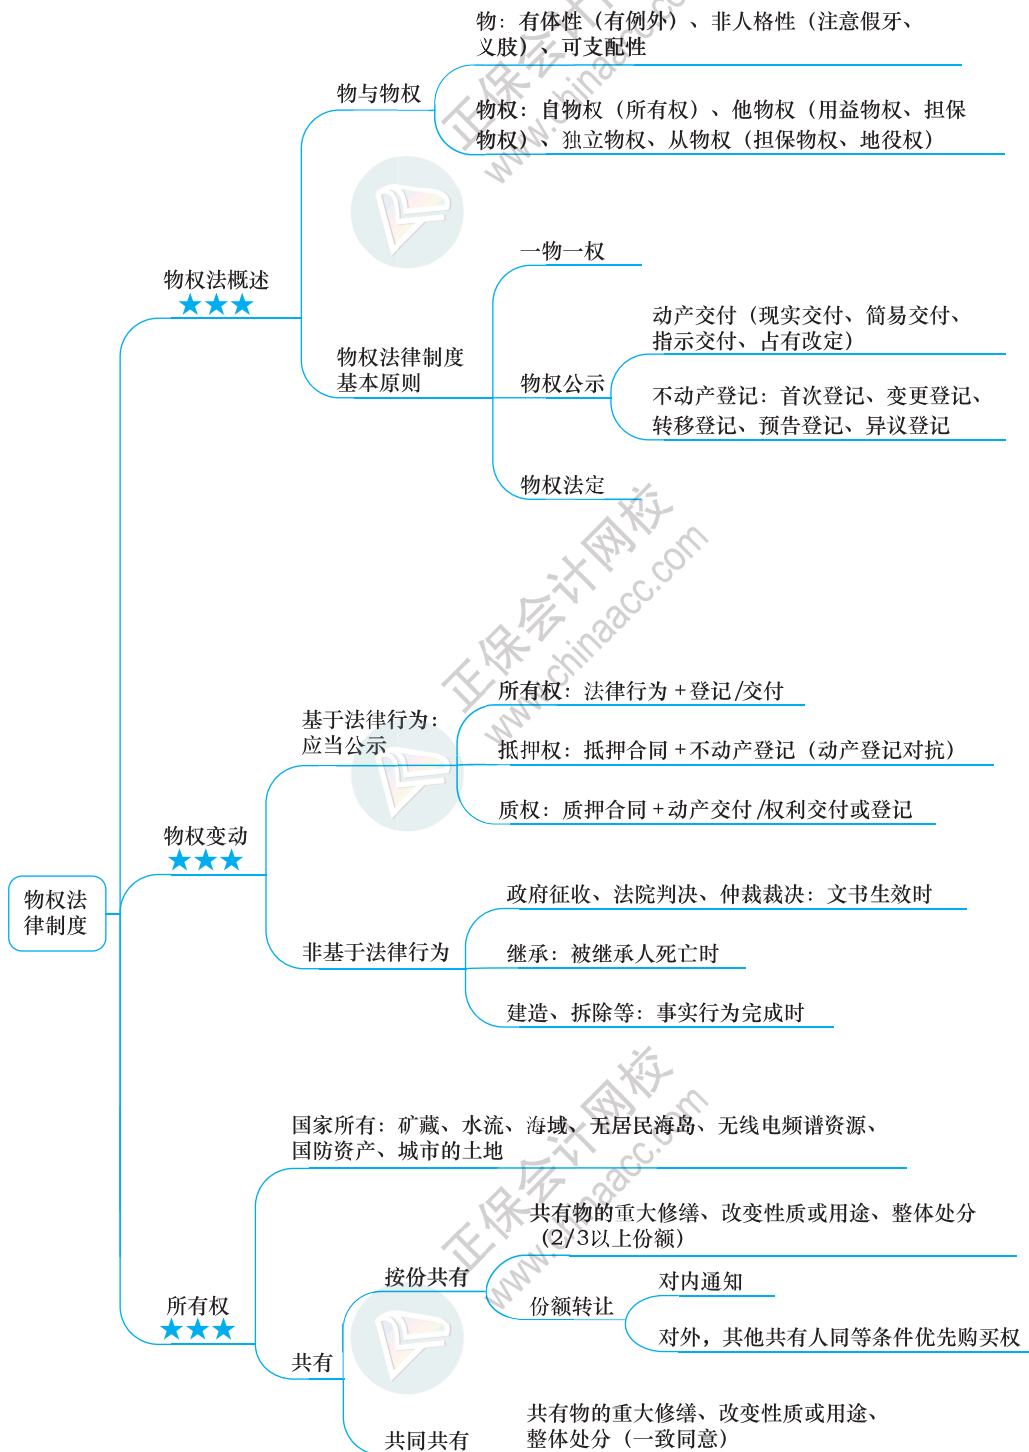 物：有体性（有例外）、非人格性（注意假牙、
义肢）、可支配性
物与物权
物权：自物权（所有权）、他物权（用益物权、担保
物权）、独立物权、从物权（担保物权、地役权）
一物一权
物权法概述
★★★
动产交付（现实交付、简易交付、
指示交付、占有改定）
物权法律制度
基本原则
物权公示
不动产登记：首次登记、变更登记、
转移登记、预告登记、异议登记
物权法定
所有权：法律行为+登记/交付
基于法律行为：
应当公示
抵押权：抵押合同+不动产登记（动产登记对抗）
质权：质押合同+动产交付/权利交付或登记
物权变动
★★★
物权法
律制度
政府征收、法院判决、仲裁裁决：文书生效时
非基于法律行为
继承：被继承人死亡时
建造、拆除等：事实行为完成时
国家所有：矿藏、水流、海域、无居民海岛、无线电频谱资源、
国防资产、城市的土地
共有物的重大修缮、改变性质或用途、整体处分
（2/3以上份额）
按份共有
对内通知
份额转让
所有权
★★★
对外，其他共有人同等条件优先购买权
共有
共有物的重大修缮、改变性质或用途、
整体处分（一致同意）
共同共有
正保会计网校
www.chinaacc.com
正保会计网校
www.chinaacc.com
正保会计网校
www.chinaacc.com